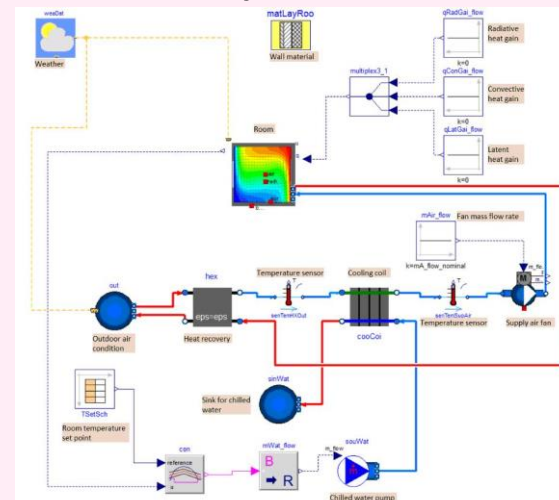 weaDat
Weather
matLayRoo
Wall material
qRadGai_flow
Radiative
heat gain
k=0
multiplex3_1
qConGai_flow
Convective
heat gain
k=0
qLatGai_flow
Latent
heat gain
k=0
Room
mAir_flow
Fan mass flow rate
k=mA_flow_nominal
m_flow
M
Supply air fan
out
Outdoor air
condition
hex
eps=eps
Heat recovery
Temperature sensor
T
senTemHXOut
Cooling coil
cooCoi
T
senTemSupAir
Temperature sensor
sinWat
Sink for chilled
water
TSetSch
Room temperature
set point
con
reference
u
mWat_flow
B
R
m_flow
souWat
Chilled water pump